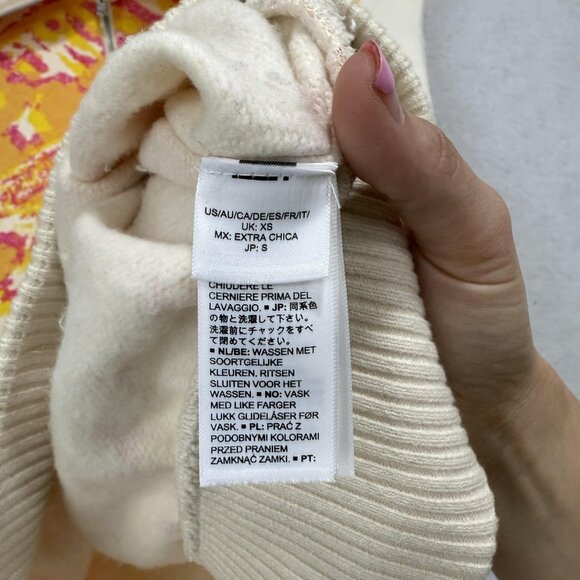 US/AU/CA/DE/ES/FR/IT/
UK: XS
MX: EXTRA CHICA
JP: S
CHIUDERE LE
CERNIERE PRIMA DEL
LAVAGGIO. ■ JP: 同系色
の物と洗濯して下さい。
洗濯前にチャックをすべ
て閉めてください。
■ NL/BE: WASSEN MET
SOORTGELIJKE
KLEUREN. RITSEN
SLUITEN VOOR HET
WASSEN. ■ NO: VASK
MED LIKE FARGER
LUKK GLIDELÅSER FØR
VASK. ■ PL: PRAĆ Z
PODOBNYMI KOLORAMI
PRZED PRANIEM
ZAMKNĄĆ ZAMKI. ■ PT: